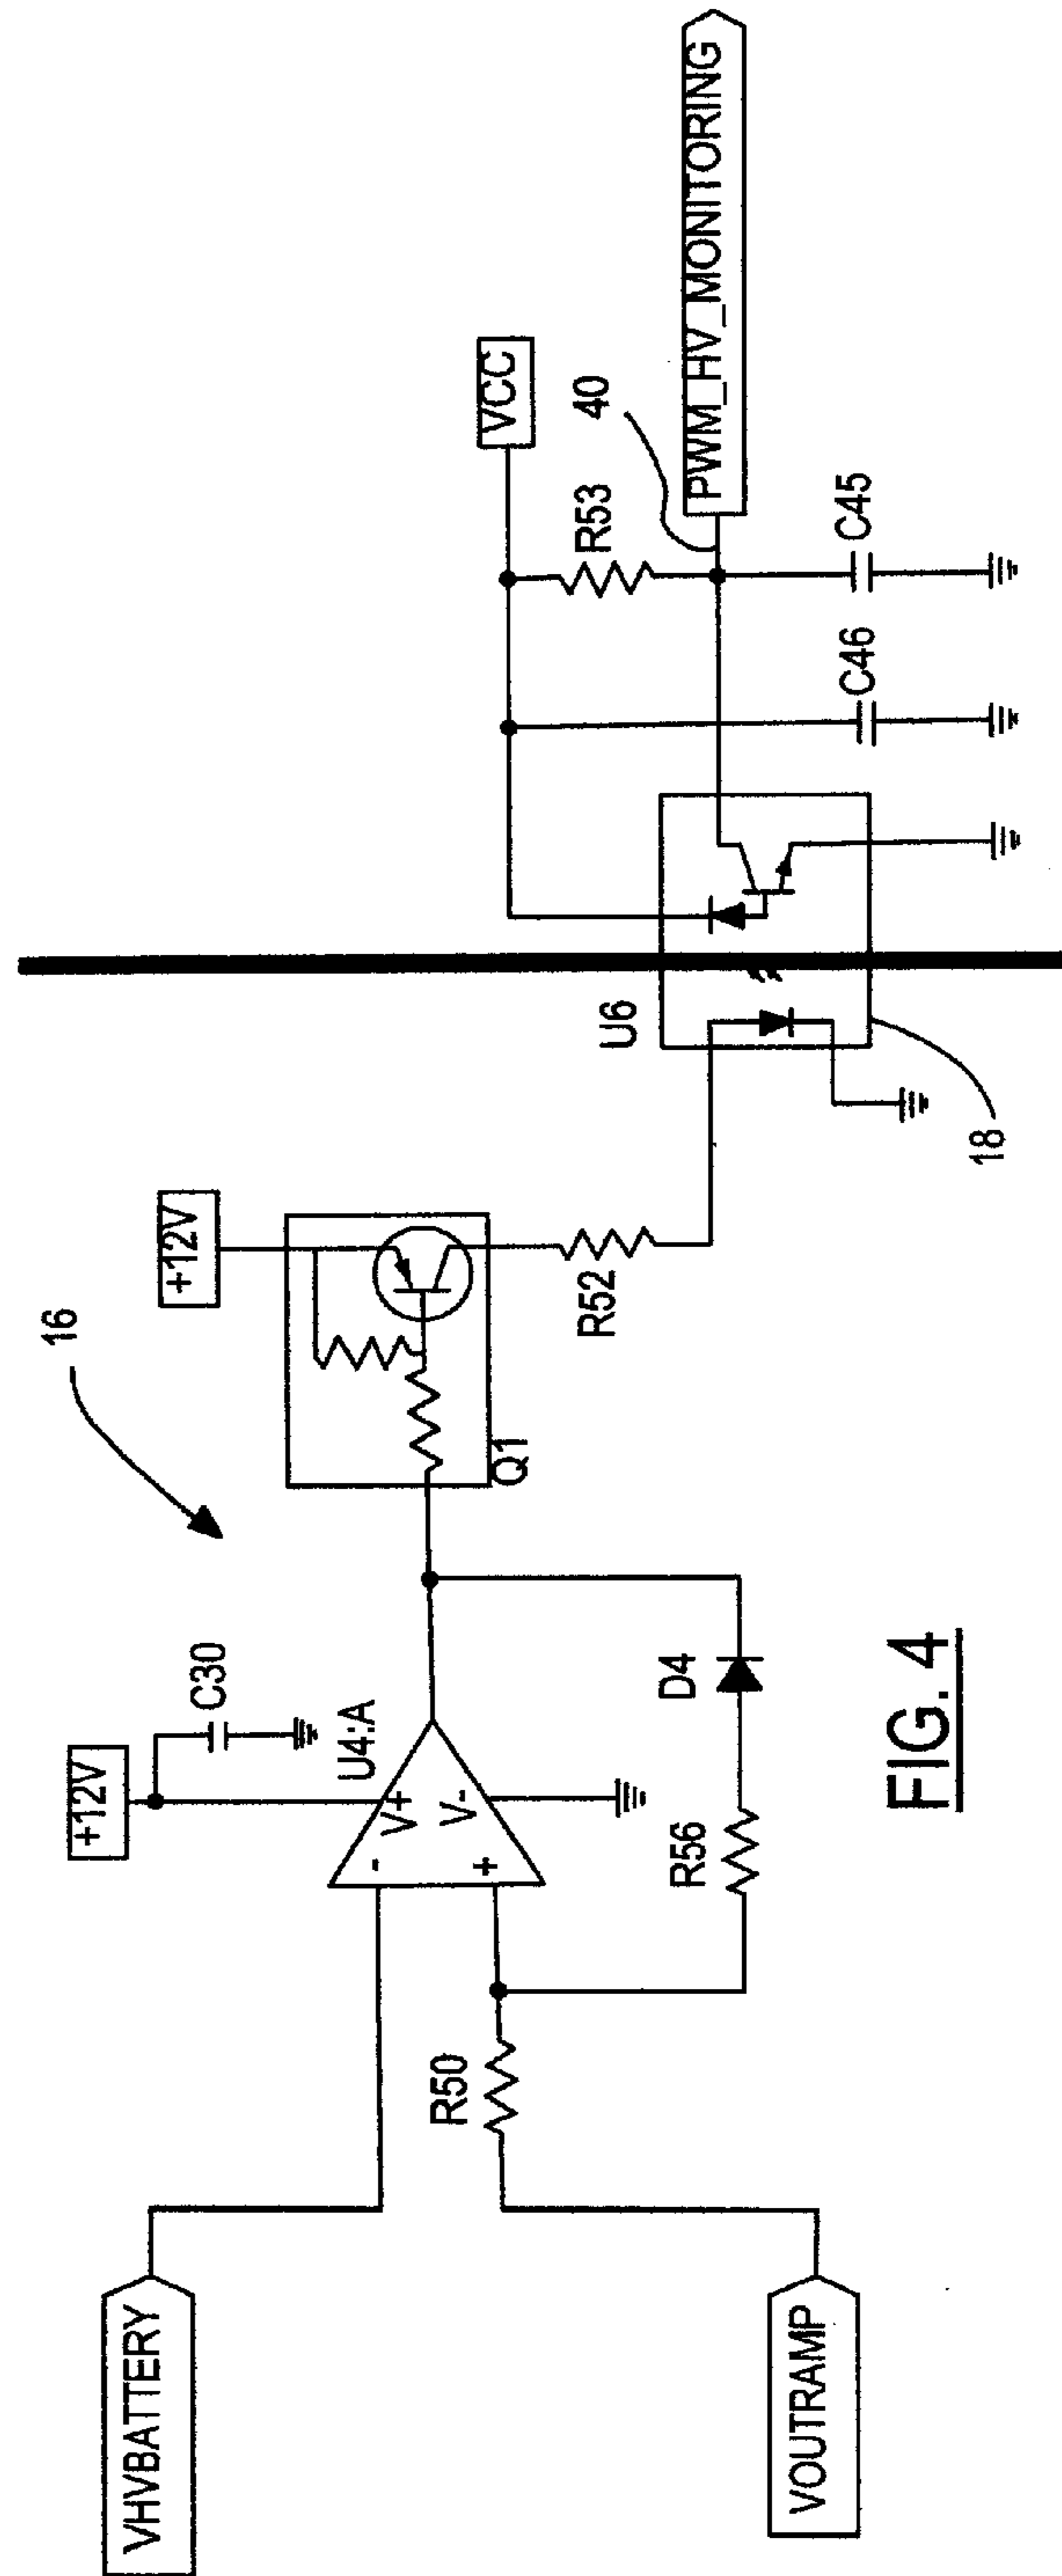 VHVBATTERY
VOUTRAMP
R50
+12V
C30
U4:A
V+
V-
-
+
R56
D4
16
+12V
Q1
R52
U6
18
VCC
R53
40
C46
C45
PWM_HV_MONITORING
FIG. 4